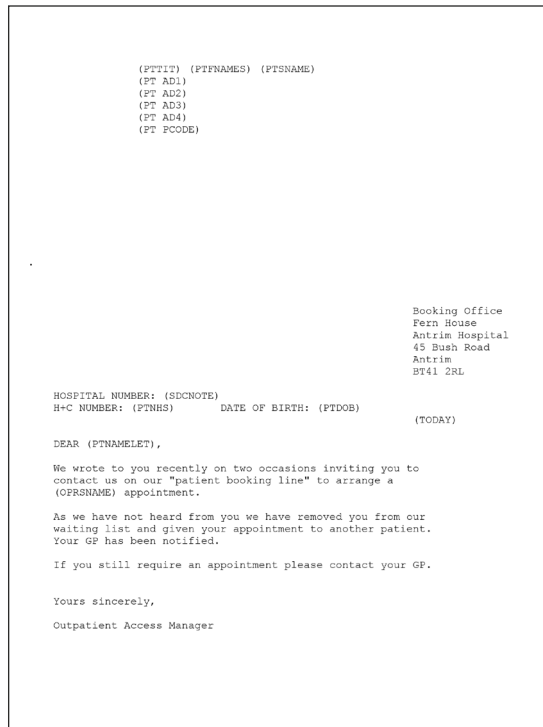 (PTTIT) (PTFNAMES) (PTSNAME)
(PT AD1)
(PT AD2)
(PT AD3)
(PT AD4)
(PT PCODE)
Booking Office
Fern House
Antrim Hospital
45 Bush Road
Antrim
BT41 2RL
HOSPITAL NUMBER: (SDCNOTE)
H+C NUMBER: (PTNHS) DATE OF BIRTH: (PTDOB)
(TODAY)
DEAR (PTNAMELET),
We wrote to you recently on two occasions inviting you to
contact us on our "patient booking line" to arrange a
(OPRSNAME) appointment.
As we have not heard from you we have removed you from our
waiting list and given your appointment to another patient.
Your GP has been notified.
If you still require an appointment please contact your GP.
Yours sincerely,
Outpatient Access Manager